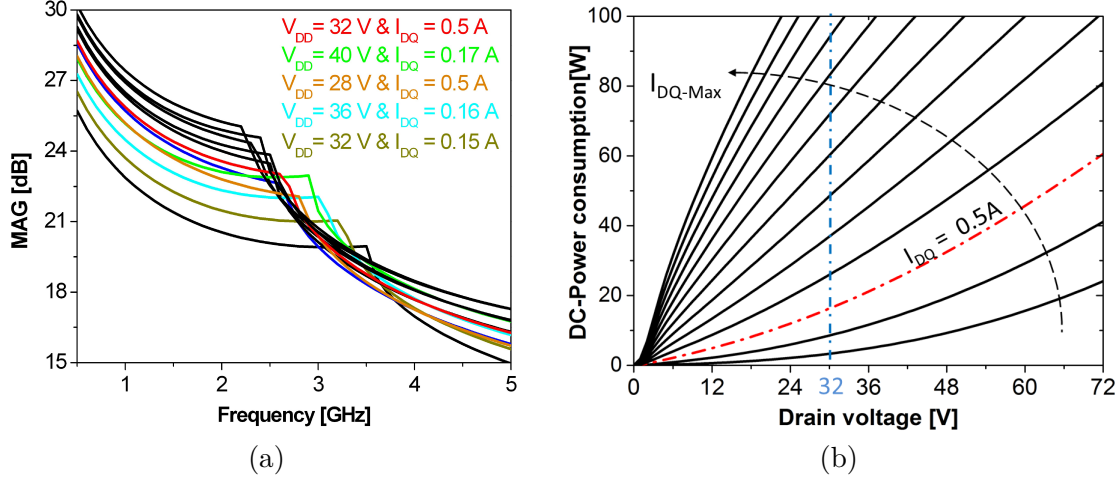 30
27
24
21
18
15
MAG [dB]
V_DD = 32 V & I_DQ = 0.5 A
V_DD = 40 V & I_DQ = 0.17 A
V_DD = 28 V & I_DQ = 0.5 A
V_DD = 36 V & I_DQ = 0.16 A
V_DD = 32 V & I_DQ = 0.15 A
1 2 3 4 5
Frequency [GHz]
(a)
100
80
60
40
20
0
DC-Power consumption[W]
I_DQ-Max
I_DQ = 0.5A
0 12 24 32 36 48 60 72
Drain voltage [V]
(b)